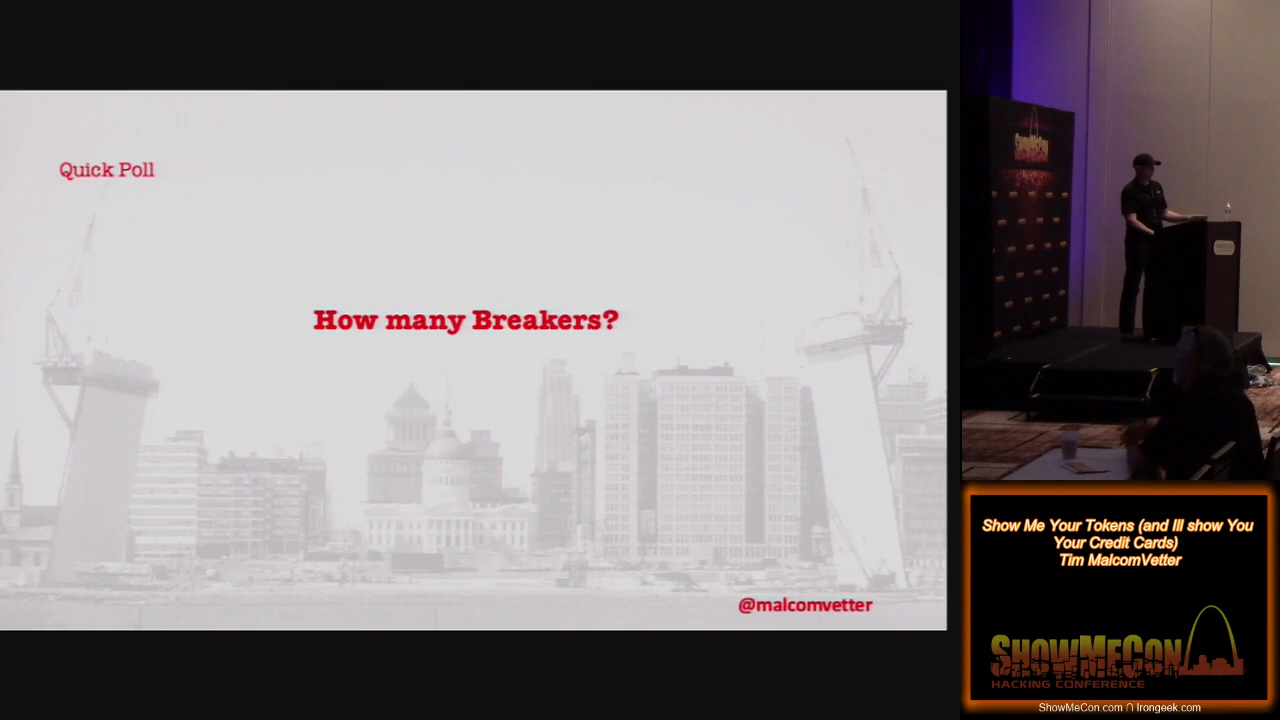 Quick Poll
How many Breakers?
@malcomvetter
SHOWMECON
Show Me Your Tokens (and Ill show You
Your Credit Cards)
Tim MalcomVetter
SHOWMECON
HACKING CONFERENCE
ShowMeCon.com ∩ Irongeek.com